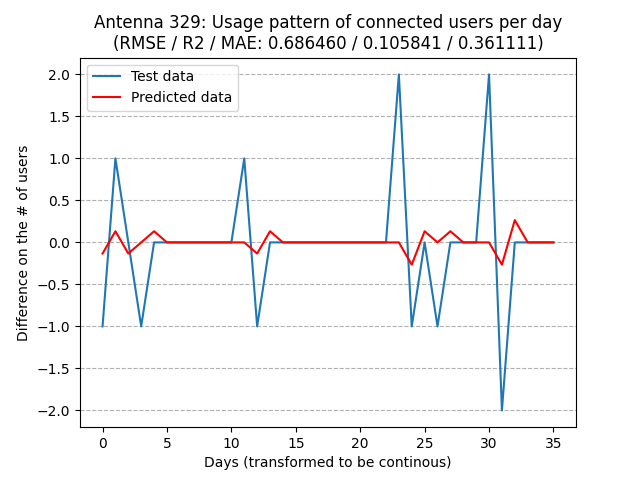 Antenna 329: Usage pattern of connected users per day
(RMSE / R2 / MAE: 0.686460 / 0.105841 / 0.361111)
Test data
Predicted data
2.0
1.5
1.0
0.5
0.0
−0.5
−1.0
−1.5
−2.0
Difference on the # of users
0 5 10 15 20 25 30 35
Days (transformed to be continous)